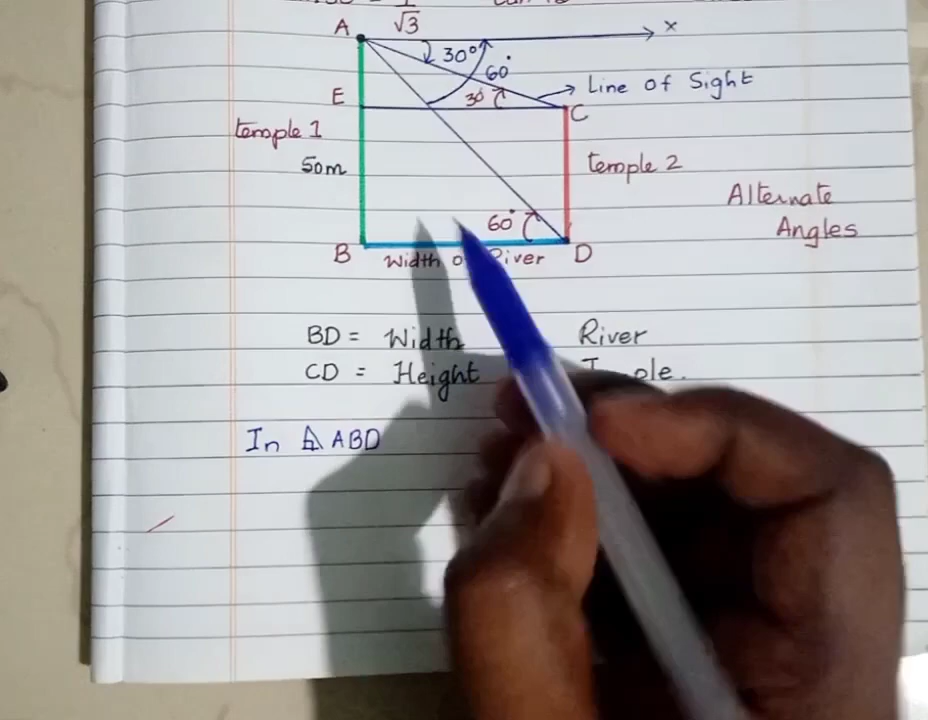 A √3 x
30° 60°
E 30° C Line of Sight
temple 1
50m temple 2
Alternate
Angles
60°
B Width River D
BD = Width River
CD = Height
In △ ABD